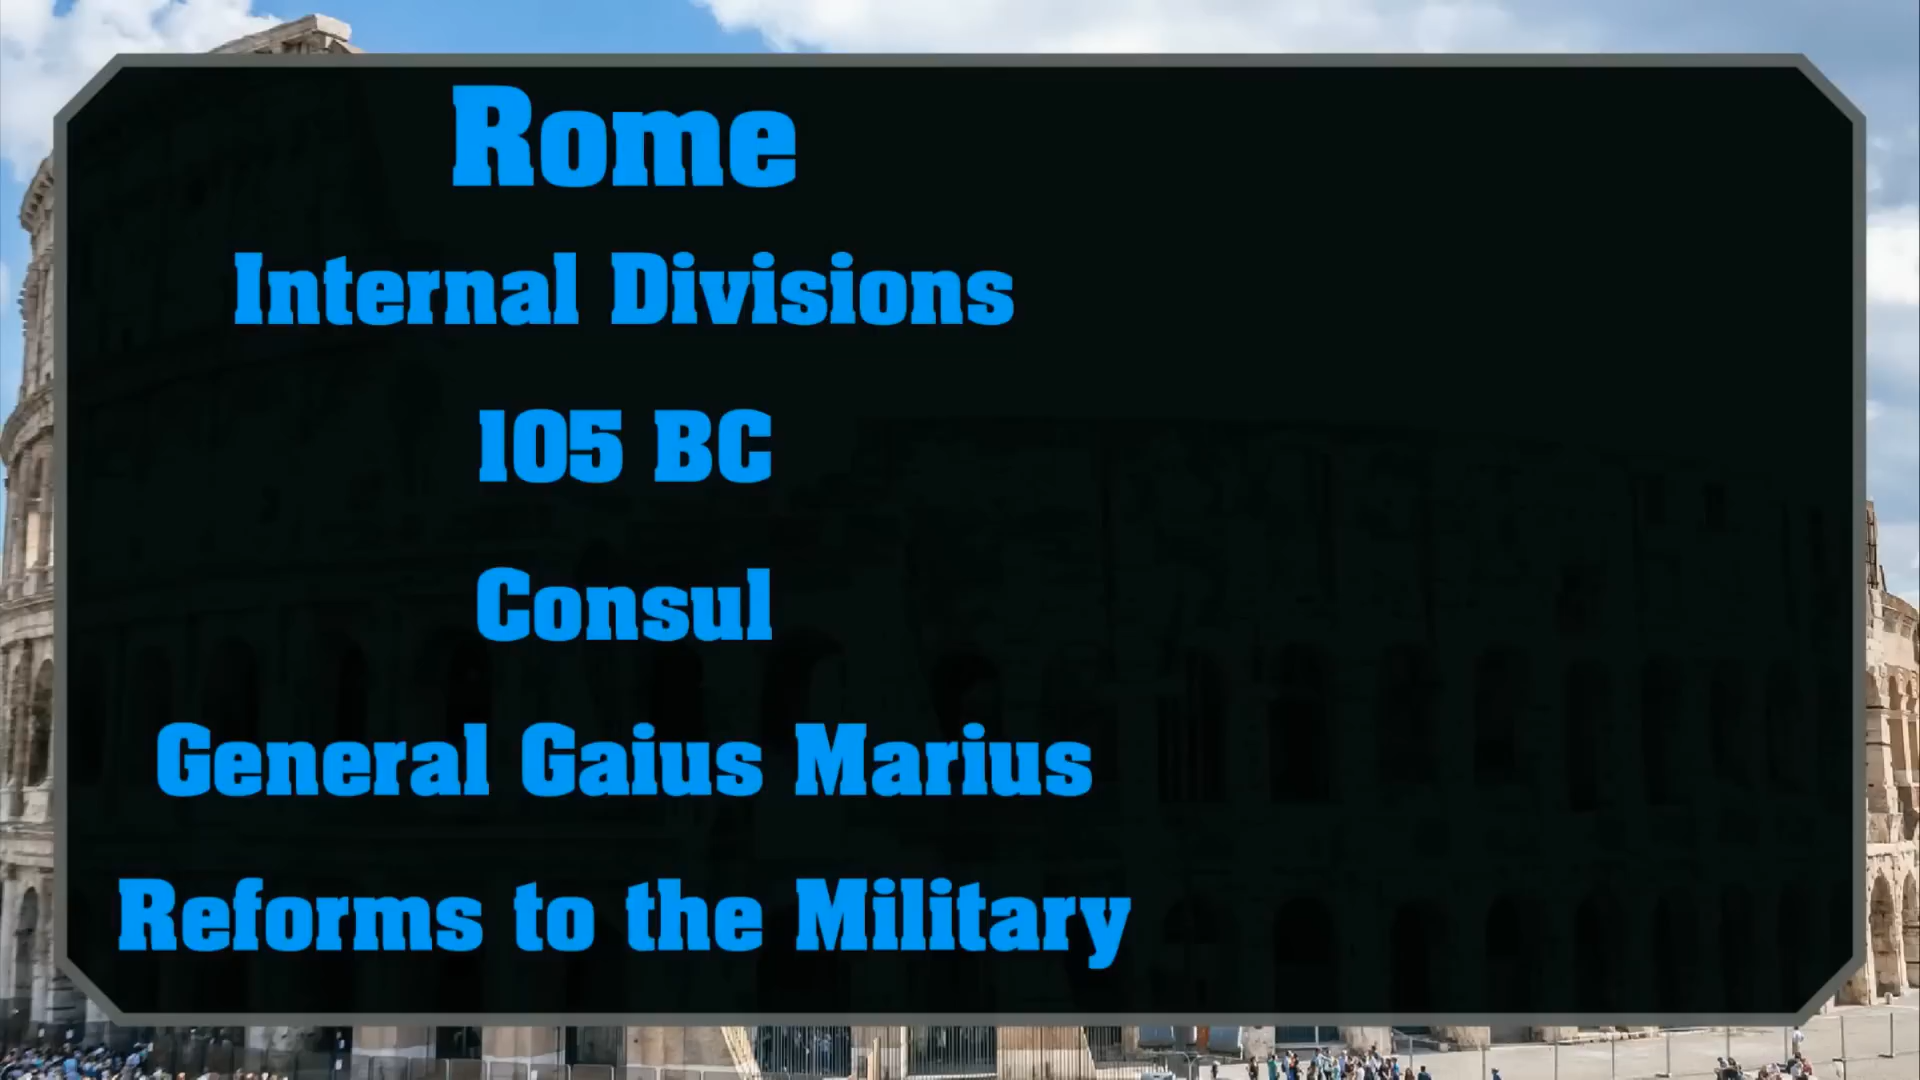 Rome
Internal Divisions
105 BC
Consul
General Gaius Marius
Reforms to the Military